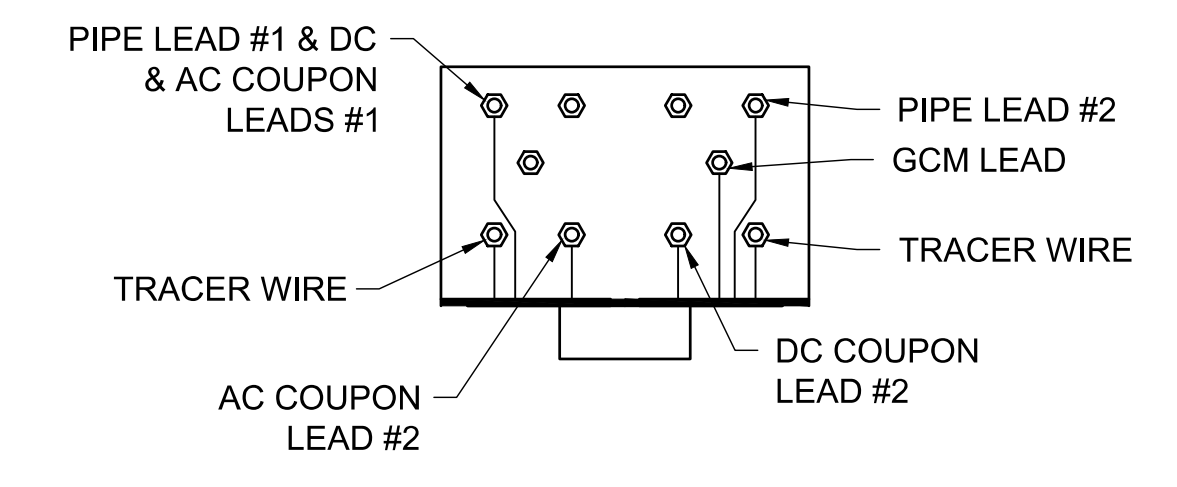 PIPE LEAD #1 & DC
& AC COUPON
LEADS #1
PIPE LEAD #2
GCM LEAD
TRACER WIRE
TRACER WIRE
DC COUPON
LEAD #2
AC COUPON
LEAD #2